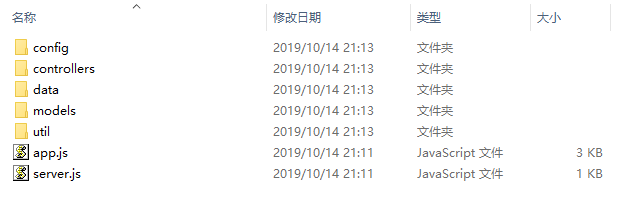 名称 修改日期 类型 大小
config 2019/10/14 21:13 文件夹
controllers 2019/10/14 21:13 文件夹
data 2019/10/14 21:13 文件夹
models 2019/10/14 21:13 文件夹
util 2019/10/14 21:13 文件夹
app.js 2019/10/14 21:11 JavaScript 文件 3 KB
server.js 2019/10/14 21:11 JavaScript 文件 1 KB